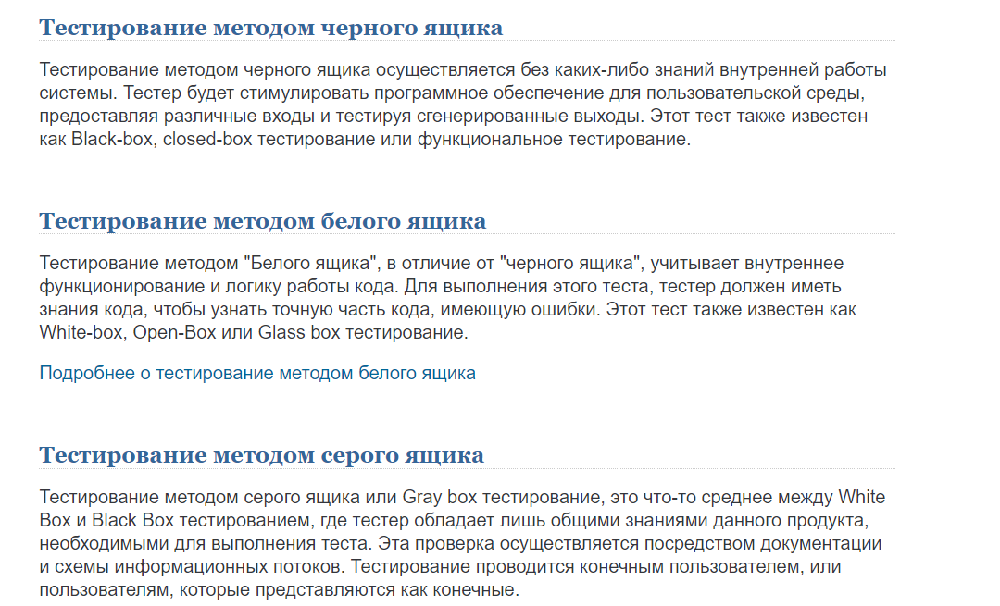 Тестирование методом черного ящика
Тестирование методом черного ящика осуществляется без каких-либо знаний внутренней работы
системы. Тестер будет стимулировать программное обеспечение для пользовательской среды,
предоставляя различные входы и тестируя сгенерированные выходы. Этот тест также известен
как Black-box, closed-box тестирование или функциональное тестирование.
Тестирование методом белого ящика
Тестирование методом "Белого ящика", в отличие от "черного ящика", учитывает внутреннее
функционирование и логику работы кода. Для выполнения этого теста, тестер должен иметь
знания кода, чтобы узнать точную часть кода, имеющую ошибки. Этот тест также известен как
White-box, Open-Box или Glass box тестирование.
Подробнее о тестирование методом белого ящика
Тестирование методом серого ящика
Тестирование методом серого ящика или Gray box тестирование, это что-то среднее между White
Box и Black Box тестированием, где тестер обладает лишь общими знаниями данного продукта,
необходимыми для выполнения теста. Эта проверка осуществляется посредством документации
и схемы информационных потоков. Тестирование проводится конечным пользователем, или
пользователям, которые представляются как конечные.